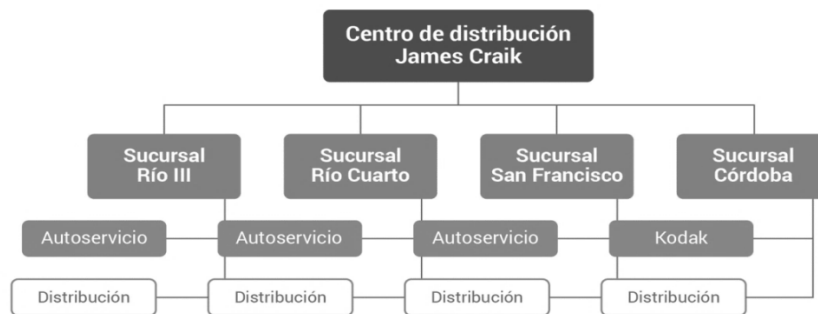 Centro de distribución
James Craik
Sucursal
Río III
Sucursal
Río Cuarto
Sucursal
San Francisco
Sucursal
Córdoba
Autoservicio
Autoservicio
Autoservicio
Kodak
Distribución
Distribución
Distribución
Distribución